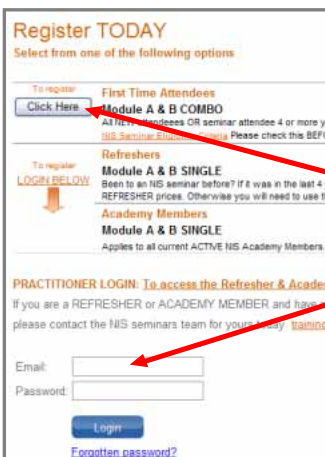 Register TODAY
Select from one of the following options
To register
Click Here
First Time Attendees
Module A & B COMBO
All NEW attendeees OR seminar attendee 4 or more y
NIS Seminar Eligibility Criteria Please check this BEF
To register
LOGIN BELOW
Refreshers
Module A & B SINGLE
Been to an NIS seminar before? If it was in the last 4
REFRESHER prices. Otherwise you will need to use t
Academy Members
Module A & B SINGLE
Applies to all current ACTIVE NIS Academy Members.
PRACTITIONER LOGIN: To access the Refresher & Acade
If you are a REFRESHER or ACADEMY MEMBER and have
please contact the NIS seminars team for yours today training
Email:
Password:
Login
Forgotten password?